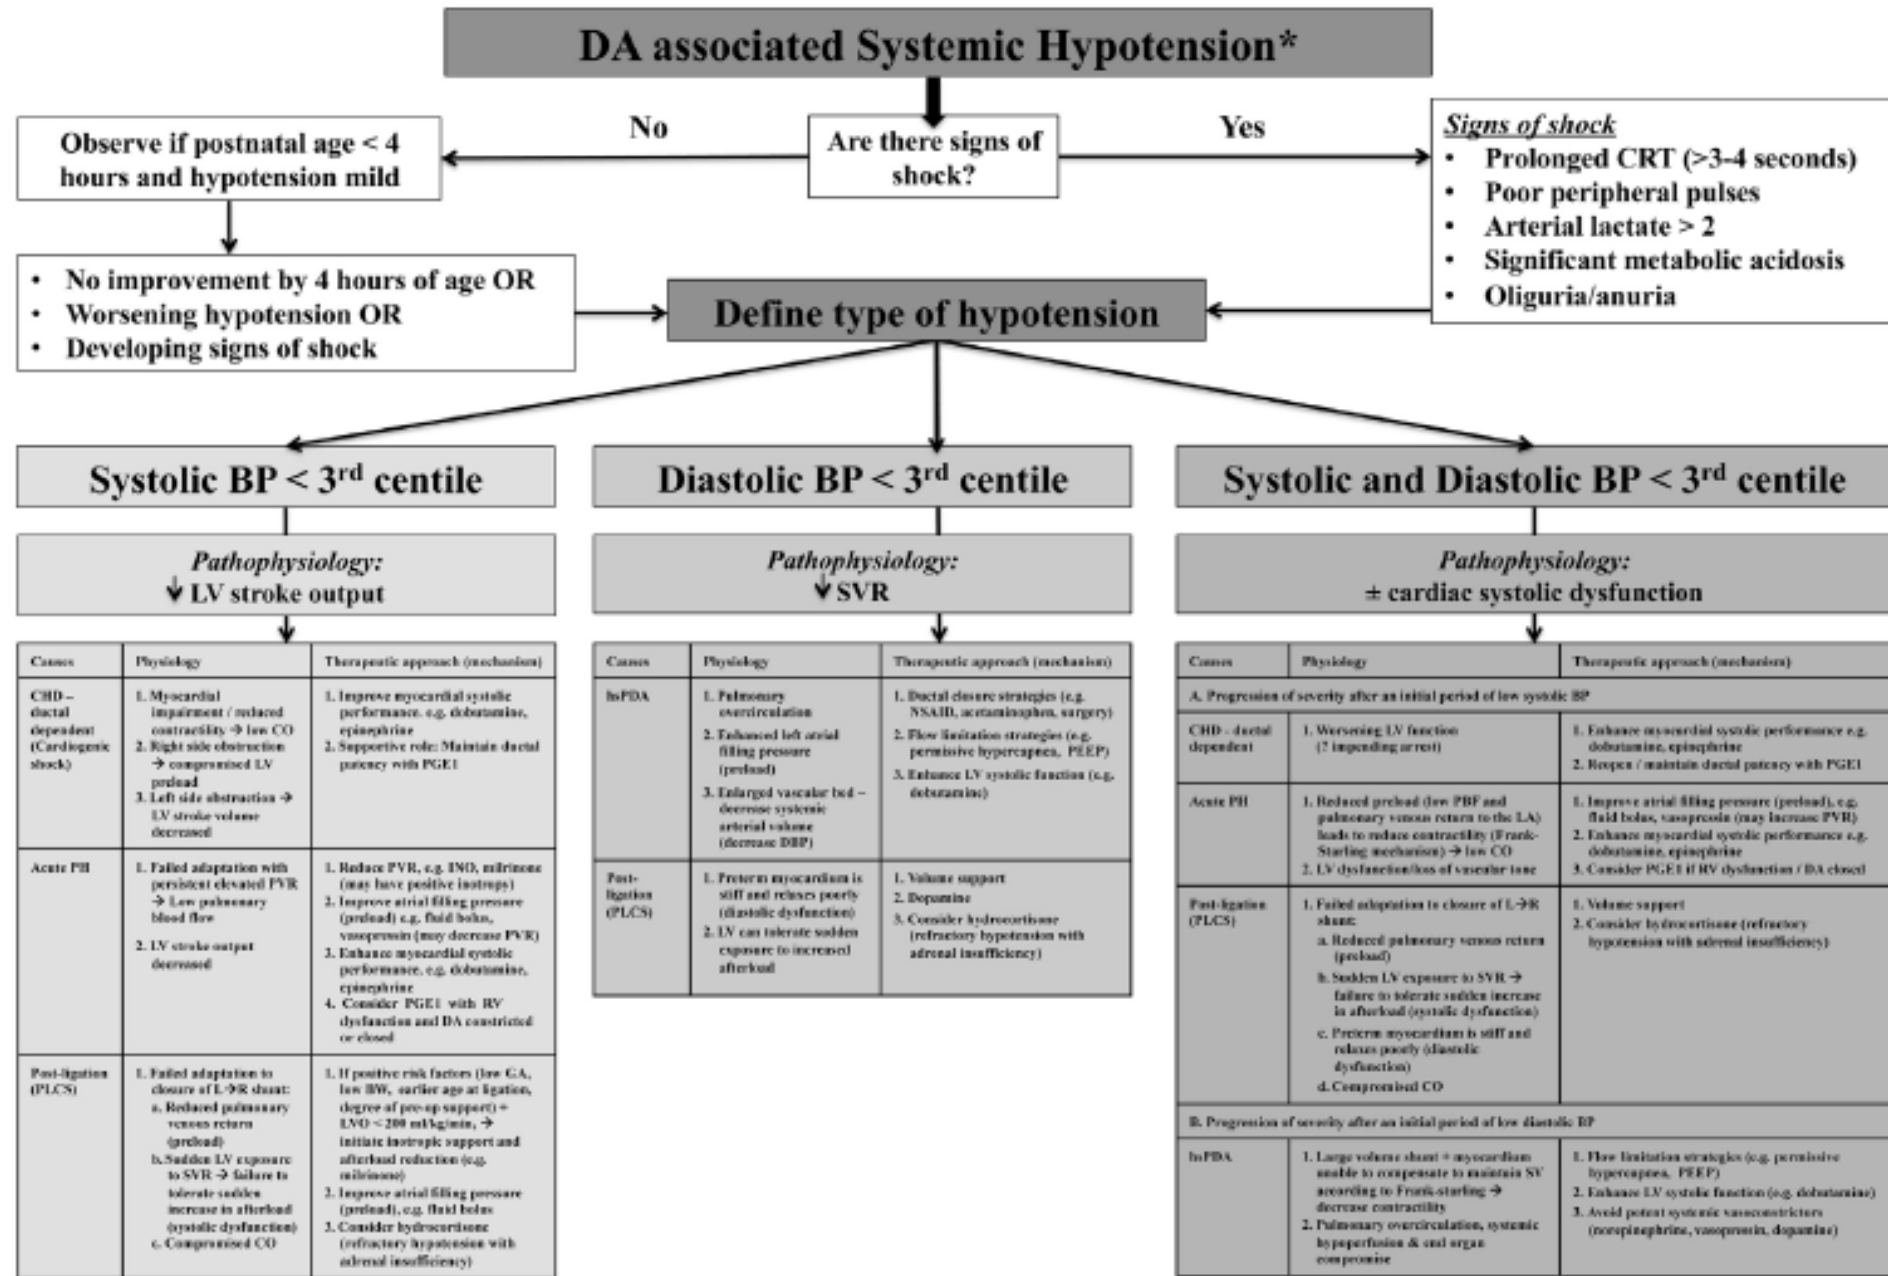 DA associated Systemic Hypotension*
No
Are there signs of
shock?
Yes
Observe if postnatal age < 4
hours and hypotension mild
Signs of shock
• Prolonged CRT (>3-4 seconds)
• Poor peripheral pulses
• Arterial lactate > 2
• Significant metabolic acidosis
• Oliguria/anuria
• No improvement by 4 hours of age OR
• Worsening hypotension OR
• Developing signs of shock
Define type of hypotension
Systolic BP < 3rd centile
Pathophysiology:
↓ LV stroke output
Causes
Physiology
Therapeutic approach (mechanism)
CHD –
ductal
dependent
(Cardiogenic
shock)
1. Myocardial
impairment / reduced
contractility → low CO
2. Right side obstruction
→ compromised LV
preload
3. Left side obstruction →
LV stroke volume
decreased
1. Improve myocardial systolic
performance. e.g. dobutamine,
epinephrine
2. Supportive role: Maintain ductal
patency with PGE1
Acute PH
1. Failed adaptation with
persistent elevated PVR
→ Low pulmonary
blood flow
2. LV stroke output
decreased
1. Reduce PVR, e.g. INO, milrinone
(may have positive inotropy)
2. Improve atrial filling pressure
(preload) e.g. fluid bolus,
vasopressin (may decrease PVR)
3. Enhance myocardial systolic
performance. e.g. dobutamine,
epinephrine
4. Consider PGE1 with RV
dysfunction and DA constricted
or closed
Post-ligation
(PLCS)
1. Failed adaptation to
closure of L→R shunt:
a. Reduced pulmonary
venous return
(preload)
b. Sudden LV exposure
to SVR → failure to
tolerate sudden
increase in afterload
(systolic dysfunction)
c. Compromised CO
1. If positive risk factors (low GA,
low BW, earlier age at ligation,
degree of pre-op support) +
LVO < 200 ml/kg/min, →
initiate inotropic support and
afterload reduction (e.g.
milrinone)
2. Improve atrial filling pressure
(preload), e.g. fluid bolus
3. Consider hydrocortisone
(refractory hypotension with
adrenal insufficiency)
Diastolic BP < 3rd centile
Pathophysiology:
↓ SVR
Causes
Physiology
Therapeutic approach (mechanism)
hsPDA
1. Pulmonary
overcirculation
2. Enhanced left atrial
filling pressure
(preload)
3. Enlarged vascular bed –
decrease systemic
arterial volume
(decrease DBP)
1. Ductal closure strategies (e.g.
NSAID, acetaminophen, surgery)
2. Flow limitation strategies (e.g.
permissive hypercapnea, PEEP)
3. Enhance LV systolic function (e.g.
dobutamine)
Post-
ligation
(PLCS)
1. Preterm myocardium is
stiff and relaxes poorly
(diastolic dysfunction)
2. LV can tolerate sudden
exposure to increased
afterload
1. Volume support
2. Dopamine
3. Consider hydrocortisone
(refractory hypotension with
adrenal insufficiency)
Systolic and Diastolic BP < 3rd centile
Pathophysiology:
± cardiac systolic dysfunction
Causes
Physiology
Therapeutic approach (mechanism)
A. Progression of severity after an initial period of low systolic BP
CHD - ductal
dependent
1. Worsening LV function
(? impending arrest)
1. Enhance myocardial systolic performance e.g.
dobutamine, epinephrine
2. Reopen / maintain ductal patency with PGE1
Acute PH
1. Reduced preload (low PBF and
pulmonary venous return to the LA)
leads to reduce contractility (Frank-
Starling mechanism) → low CO
2. LV dysfunction/loss of vascular tone
1. Improve atrial filling pressure (preload), e.g.
fluid bolus, vasopressin (may increase PVR)
2. Enhance myocardial systolic performance e.g.
dobutamine, epinephrine
3. Consider PGE1 if RV dysfunction / DA closed
Post-ligation
(PLCS)
1. Failed adaptation to closure of L→R
shunt:
a. Reduced pulmonary venous return
(preload)
b. Sudden LV exposure to SVR →
failure to tolerate sudden increase
in afterload (systolic dysfunction)
c. Preterm myocardium is stiff and
relaxes poorly (diastolic
dysfunction)
d. Compromised CO
1. Volume support
2. Consider hydrocortisone (refractory
hypotension with adrenal insufficiency)
B. Progression of severity after an initial period of low diastolic BP
hsPDA
1. Large volume shunt + myocardium
unable to compensate to maintain SV
according to Frank-starling →
decrease contractility
2. Pulmonary overcirculation, systemic
hypoperfusion & end organ
compromise
1. Flow limitation strategies (e.g. permissive
hypercapnea, PEEP)
2. Enhance LV systolic function (e.g. dobutamine)
3. Avoid potent systemic vasoconstrictors
(norepinephrine, vasopressin, dopamine)